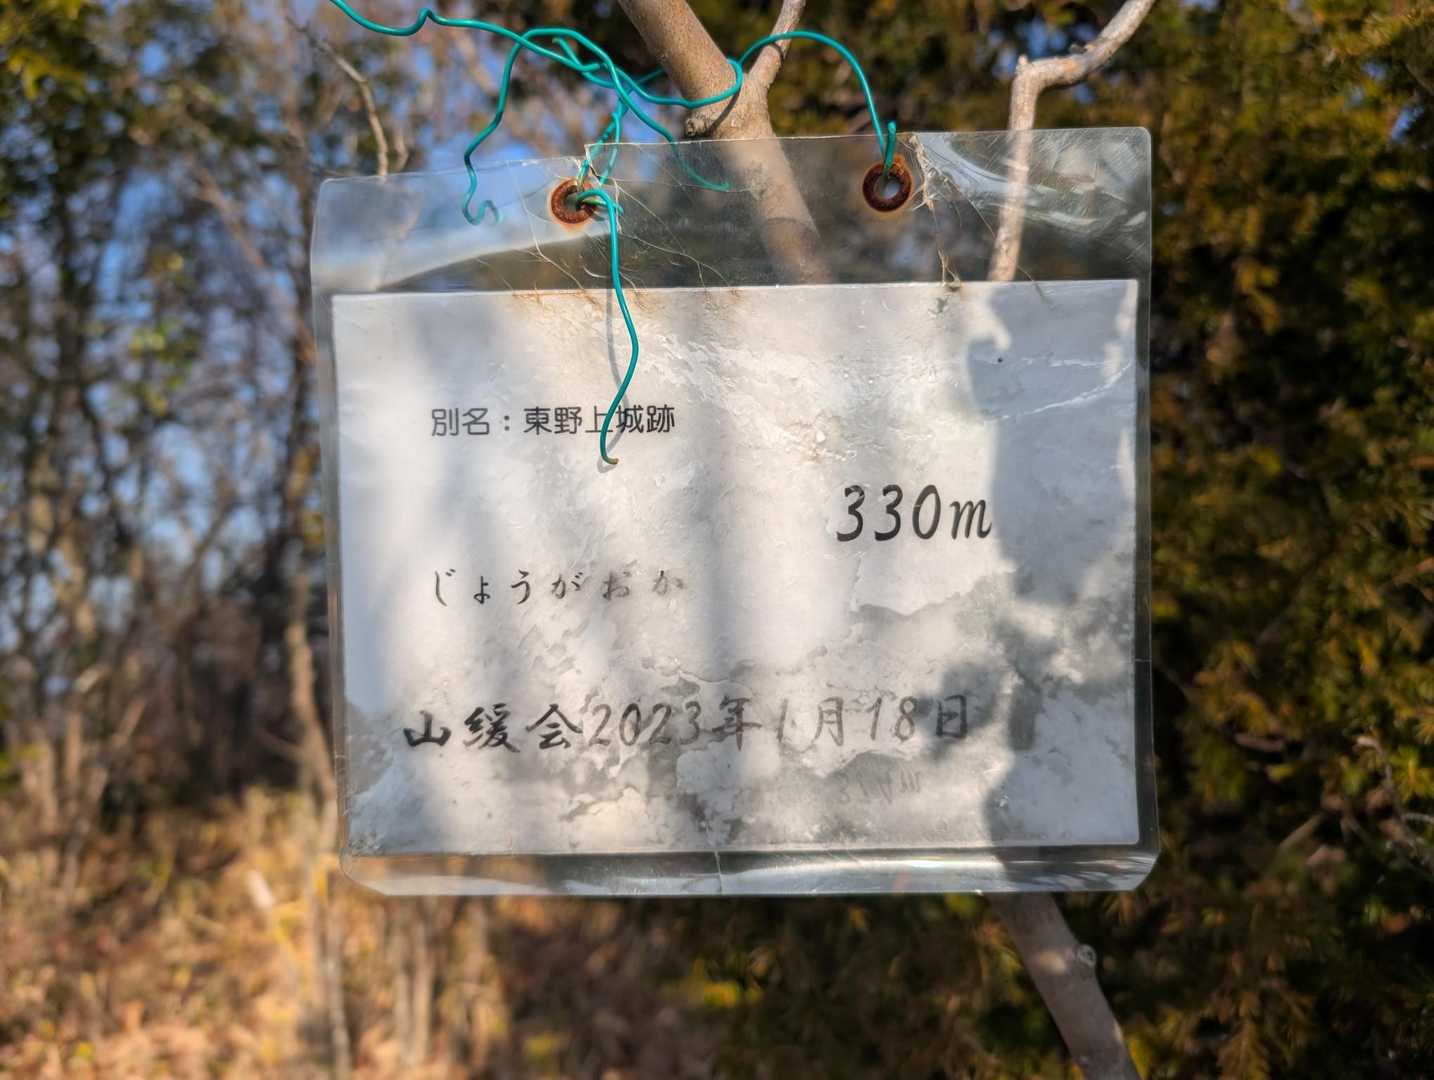 別名：東野上城跡
330m
じょうがおか
山緩会2023年1月18日